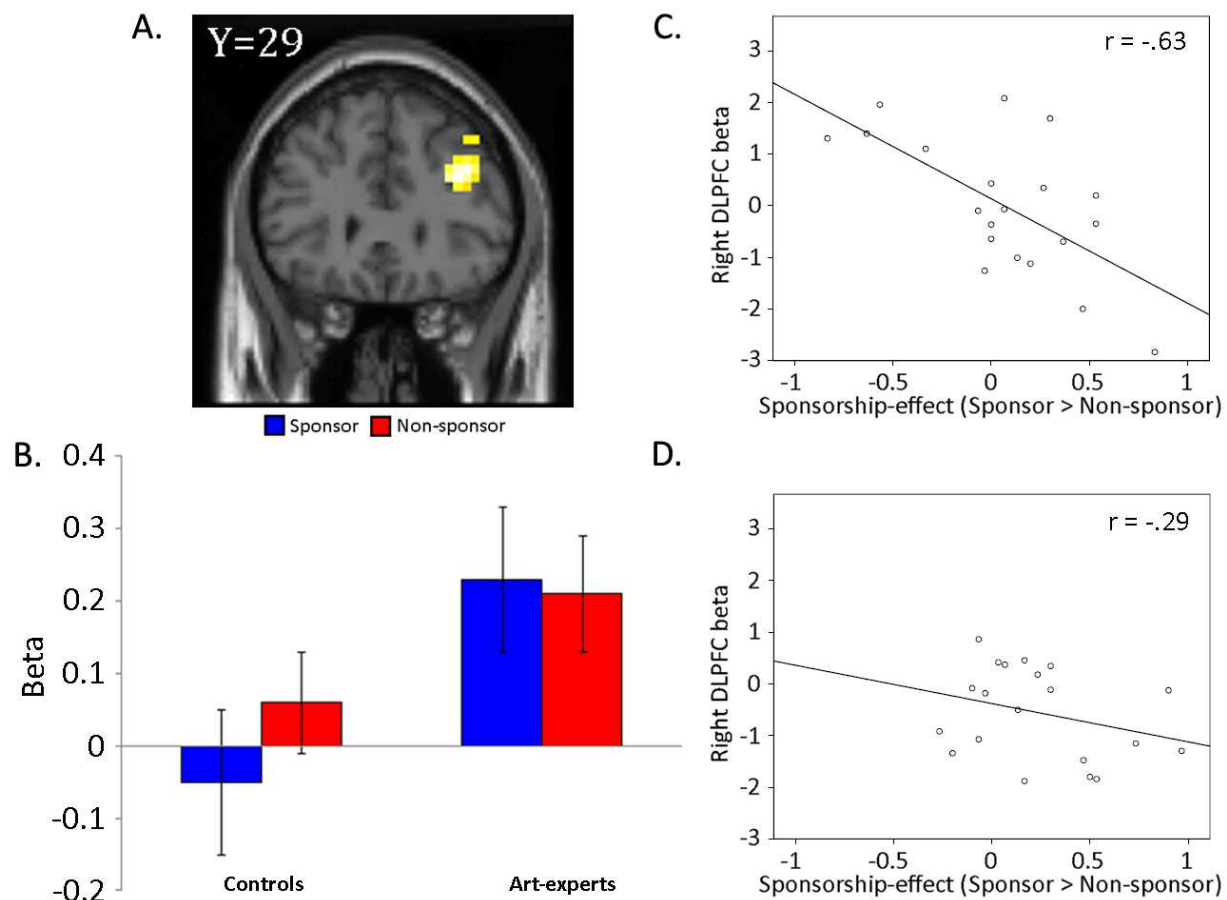 A.
Y=29
Sponsor Non-sponsor
B.
0.4
0.3
0.2
0.1
0
-0.1
-0.2
Beta
Controls Art-experts
C.
r = -.63
Right DLPFC beta
3
2
1
0
-1
-2
-3
-1 -0.5 0 0.5 1
Sponsorship-effect (Sponsor > Non-sponsor)
D.
r = -.29
Right DLPFC beta
3
2
1
0
-1
-2
-3
-1 -0.5 0 0.5 1
Sponsorship-effect (Sponsor > Non-sponsor)